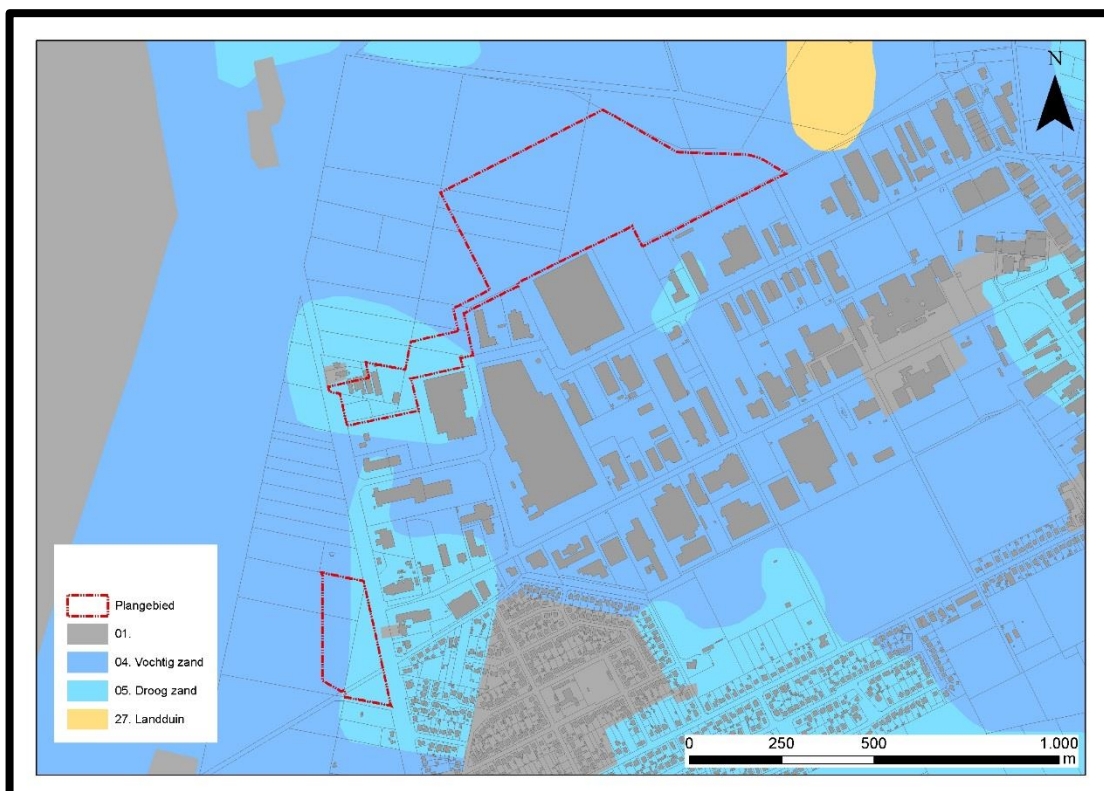 N
Plangebied
01.
04. Vochtig zand
05. Droog zand
27. Landduin
0 250 500 1.000
m